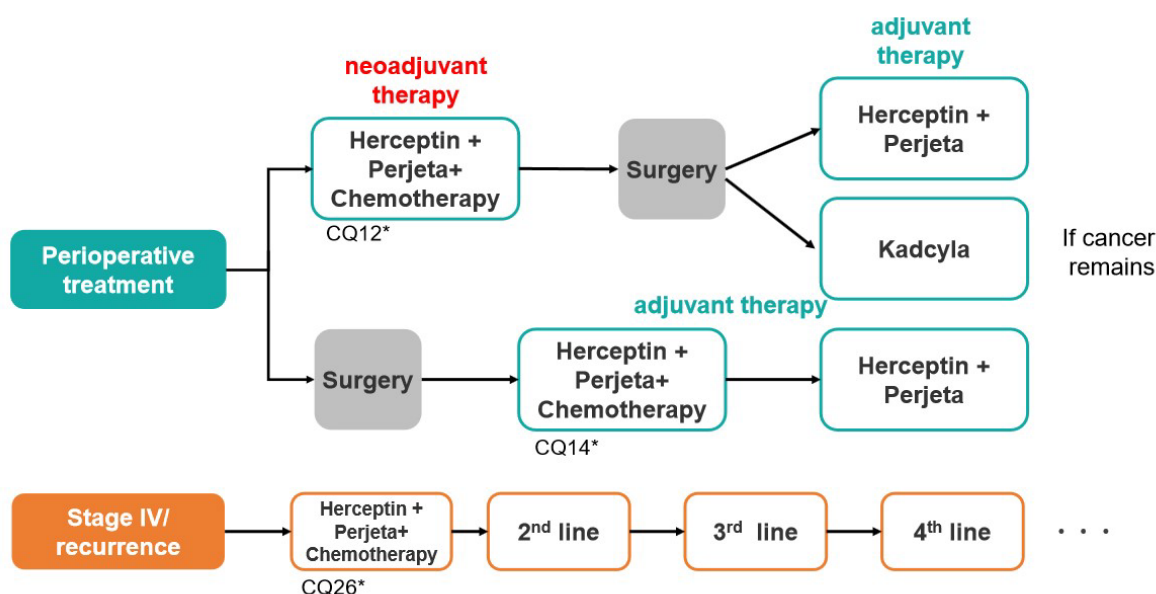 neoadjuvant
therapy
Herceptin +
Perjeta+
Chemotherapy
CQ12*
Surgery
adjuvant
therapy
Herceptin +
Perjeta
Kadcyla
If cancer
remains
Perioperative
treatment
Surgery
adjuvant therapy
Herceptin +
Perjeta+
Chemotherapy
CQ14*
Herceptin +
Perjeta
Stage IV/
recurrence
Herceptin +
Perjeta+
Chemotherapy
CQ26*
2nd line
3rd line
4th line
· · ·